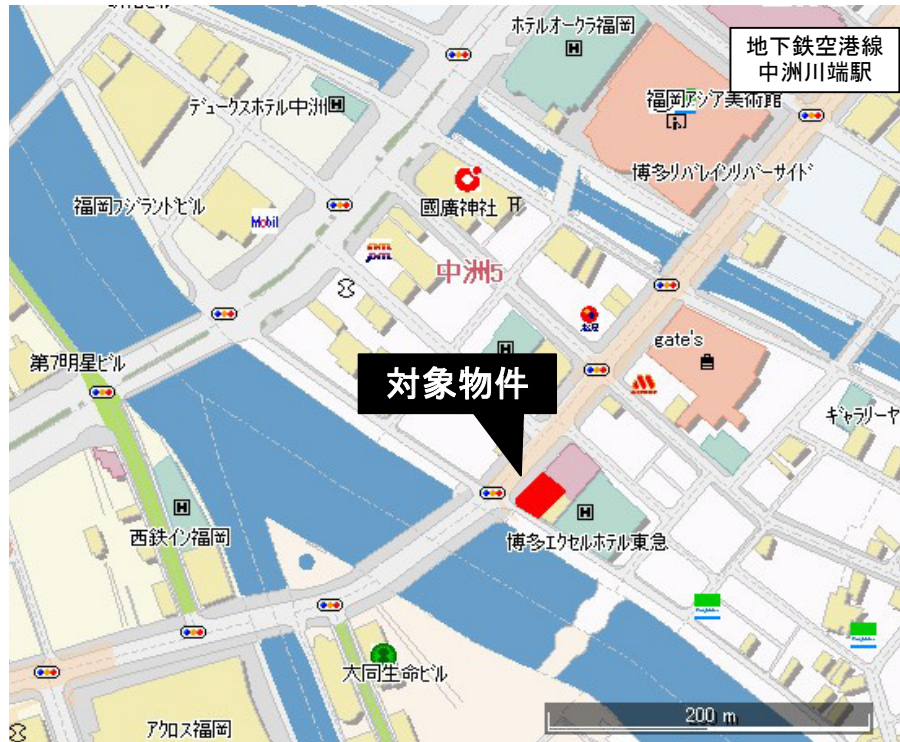 ホテルオークラ福岡
地下鉄空港線
中洲川端駅
デュークスホテル中洲
福岡アジア美術館
博多リバレインリバーサイド
福岡フジランドビル
Mobil
國廣神社
中洲5
松屋
gate's
第7明星ビル
対象物件
ギャラリーヤ
西鉄イン福岡
博多エクセルホテル東急
大同生命ビル
200 m
アクロス福岡